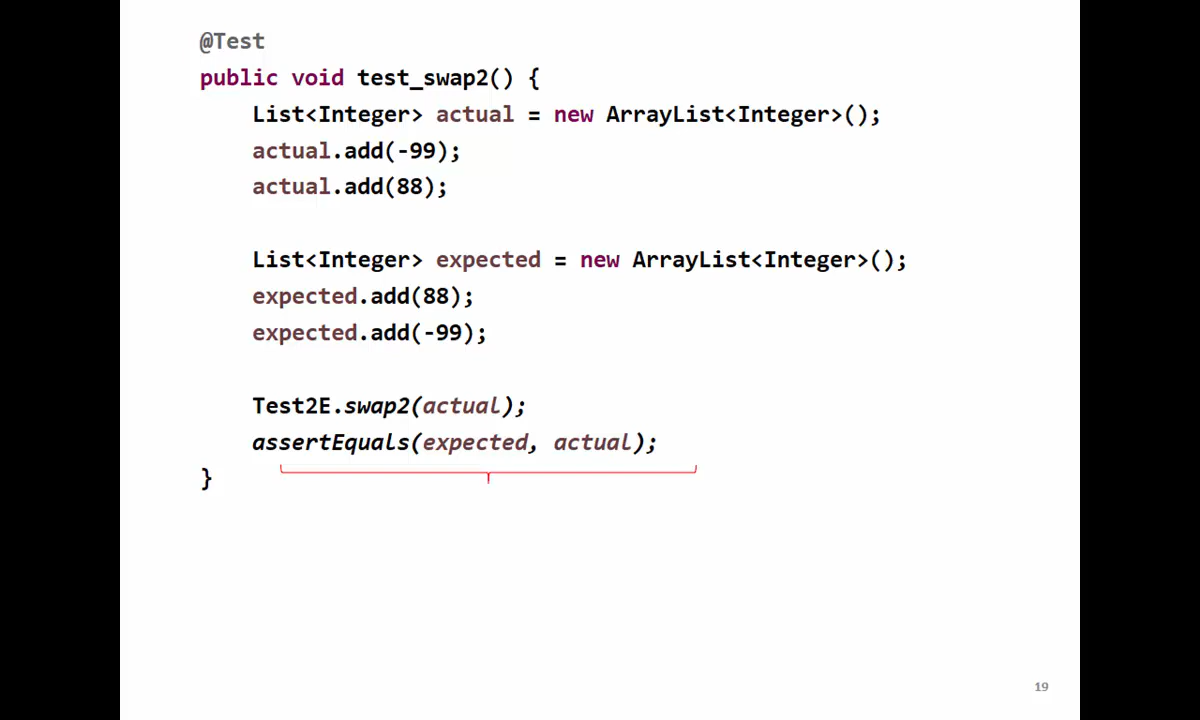 @Test
public void test_swap2() {
List<Integer> actual = new ArrayList<Integer>();
actual.add(-99);
actual.add(88);
List<Integer> expected = new ArrayList<Integer>();
expected.add(88);
expected.add(-99);
Test2E.swap2(actual);
assertEquals(expected, actual);
}
19